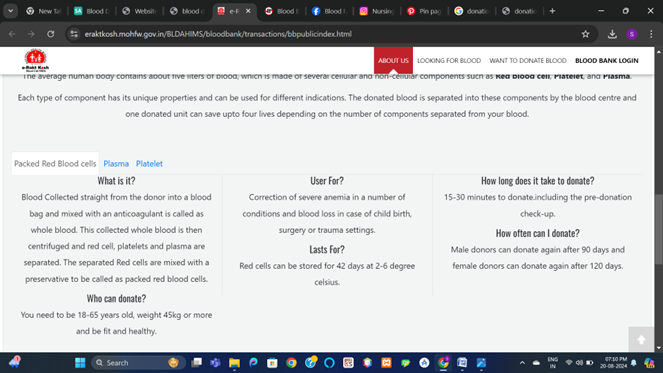 New Tal
Blood D
Website
blood d
e-R
Blood B
Blood F
Nursing
Pin pag
donatio
donatio
eraktkosh.mohfw.gov.in/BLDAHIMS/bloodbank/transactions/bbpublicindex.html
S
e-Rakt Kosh
ABOUT US LOOKING FOR BLOOD WANT TO DONATE BLOOD BLOOD BANK LOGIN
The average human body contains about five liters of blood, which is made of several cellular and non-cellular components such as Red blood cell, Platelet, and Plasma.
Each type of component has its unique properties and can be used for different indications. The donated blood is separated into these components by the blood centre and
one donated unit can save upto four lives depending on the number of components separated from your blood.
Packed Red Blood cells Plasma Platelet
What is it?
Blood Collected straight from the donor into a blood
bag and mixed with an anticoagulant is called as
whole blood. This collected whole blood is then
centrifuged and red cell, platelets and plasma are
separated. The separated Red cells are mixed with a
preservative to be called as packed red blood cells.
Who can donate?
You need to be 18-65 years old, weight 45kg or more
and be fit and healthy.
User For?
Correction of severe anemia in a number of
conditions and blood loss in case of child birth,
surgery or trauma settings.
Lasts For?
Red cells can be stored for 42 days at 2-6 degree
celsius.
How long does it take to donate?
15-30 minutes to donate.including the pre-donation
check-up.
How often can I donate?
Male donors can donate again after 90 days and
female donors can donate again after 120 days.
Search
ENG
IN
07:10 PM
20-08-2024